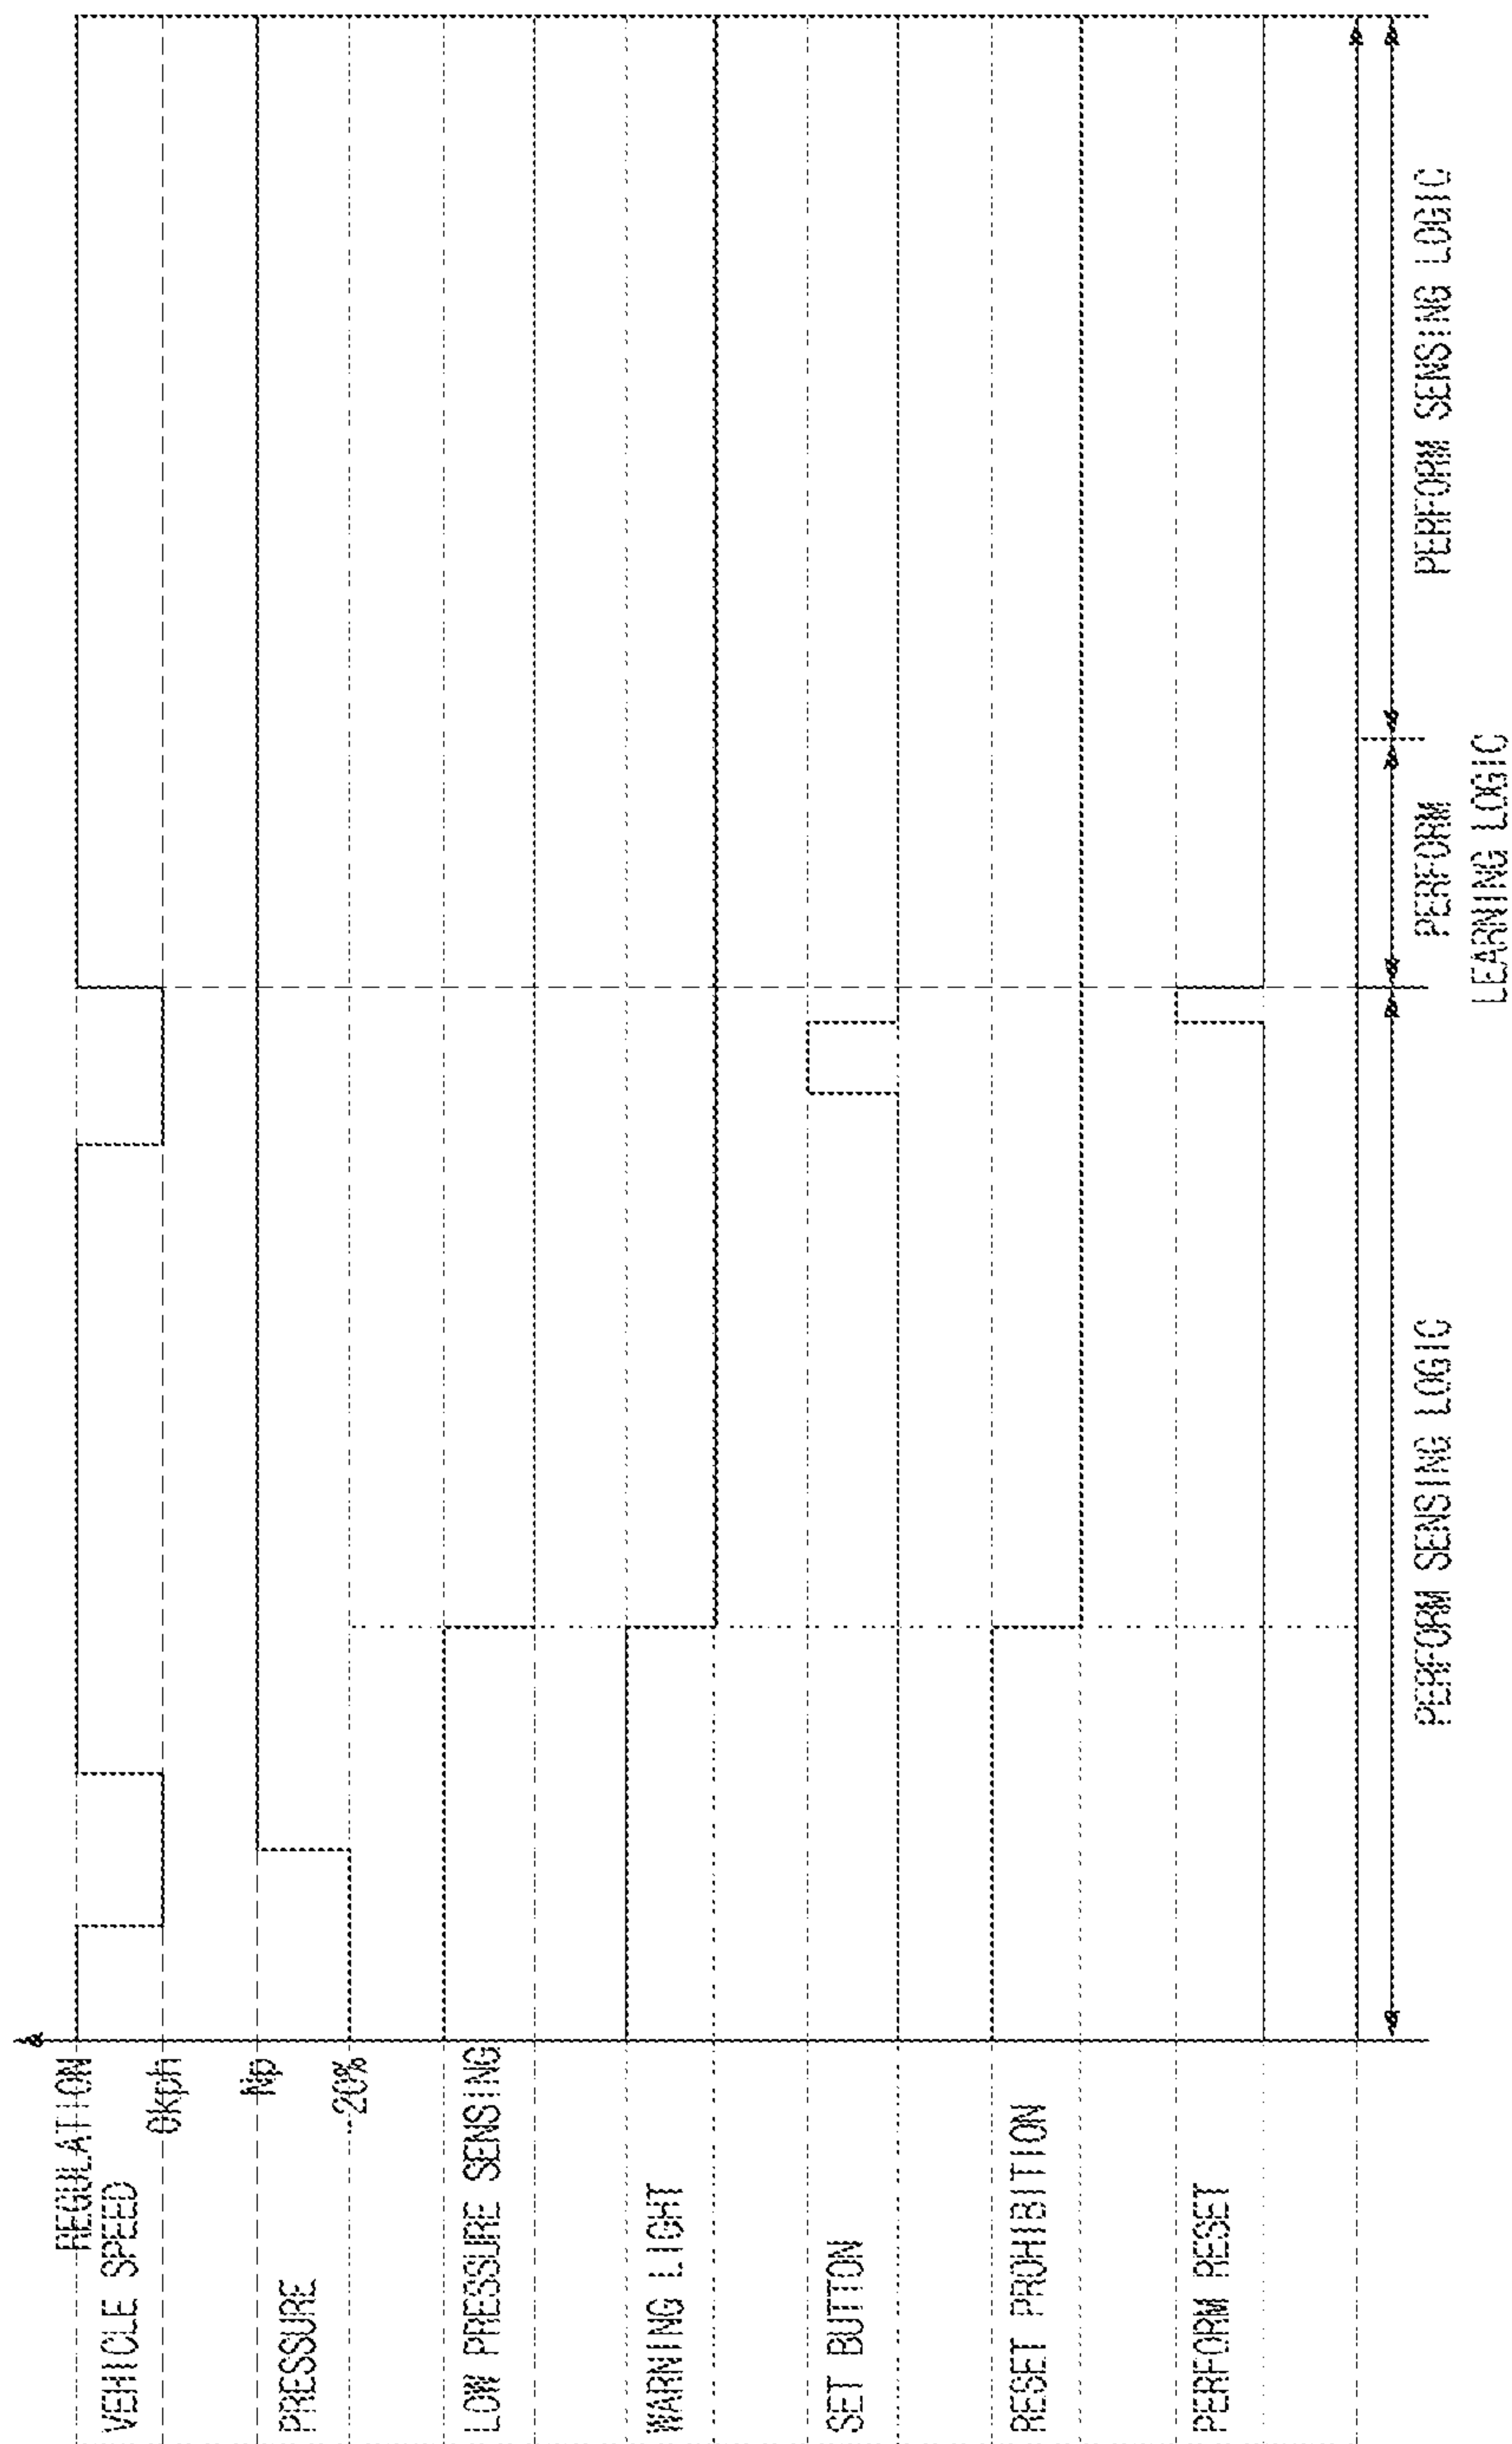 REGULATION
VEHICLE SPEED
0kph
Np
PRESSURE
-20%
LOW PRESSURE SENSING
WARNING LIGHT
SET BUTTON
RESET PROHIBITION
PERFORM RESET
PERFORM SENSING LOGIC
PERFORM
LEARNING LOGIC
PERFORM SENSING LOGIC